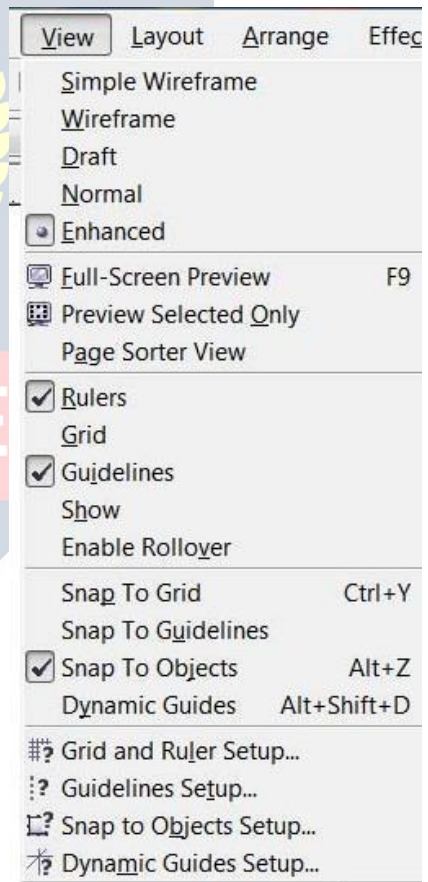 View Layout Arrange Effec
Simple Wireframe
Wireframe
Draft
Normal
Enhanced
Full-Screen Preview F9
Preview Selected Only
Page Sorter View
Rulers
Grid
Guidelines
Show
Enable Rollover
Snap To Grid Ctrl+Y
Snap To Guidelines
Snap To Objects Alt+Z
Dynamic Guides Alt+Shift+D
Grid and Ruler Setup...
Guidelines Setup...
Snap to Objects Setup...
Dynamic Guides Setup...